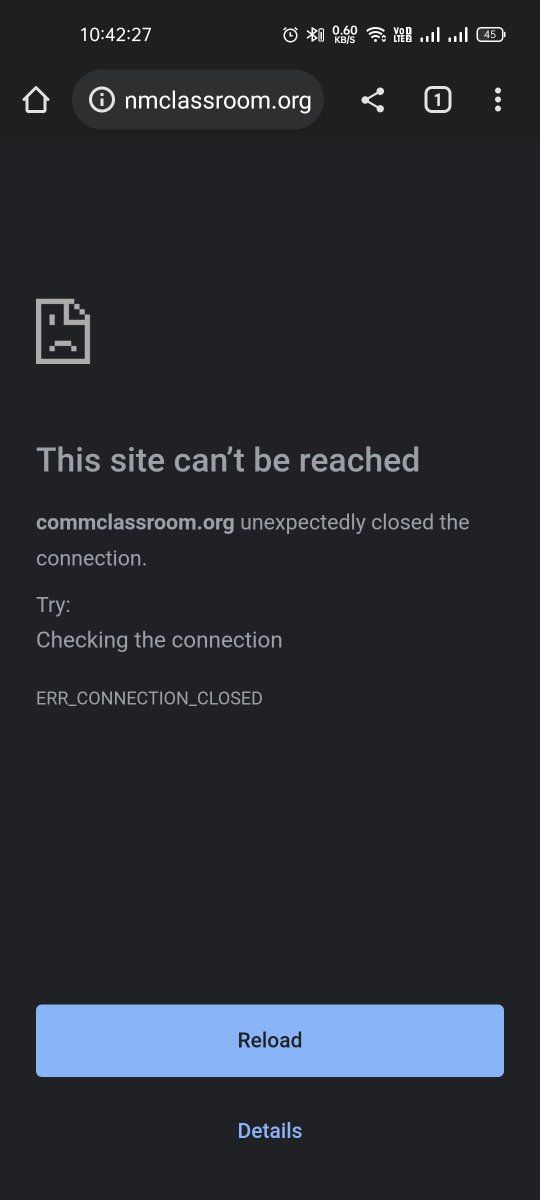 10:42:27
0.60
KB/S
VoD
LTE2
45
nmclassroom.org
1
This site can’t be reached
commclassroom.org unexpectedly closed the
connection.
Try:
Checking the connection
ERR_CONNECTION_CLOSED
Reload
Details